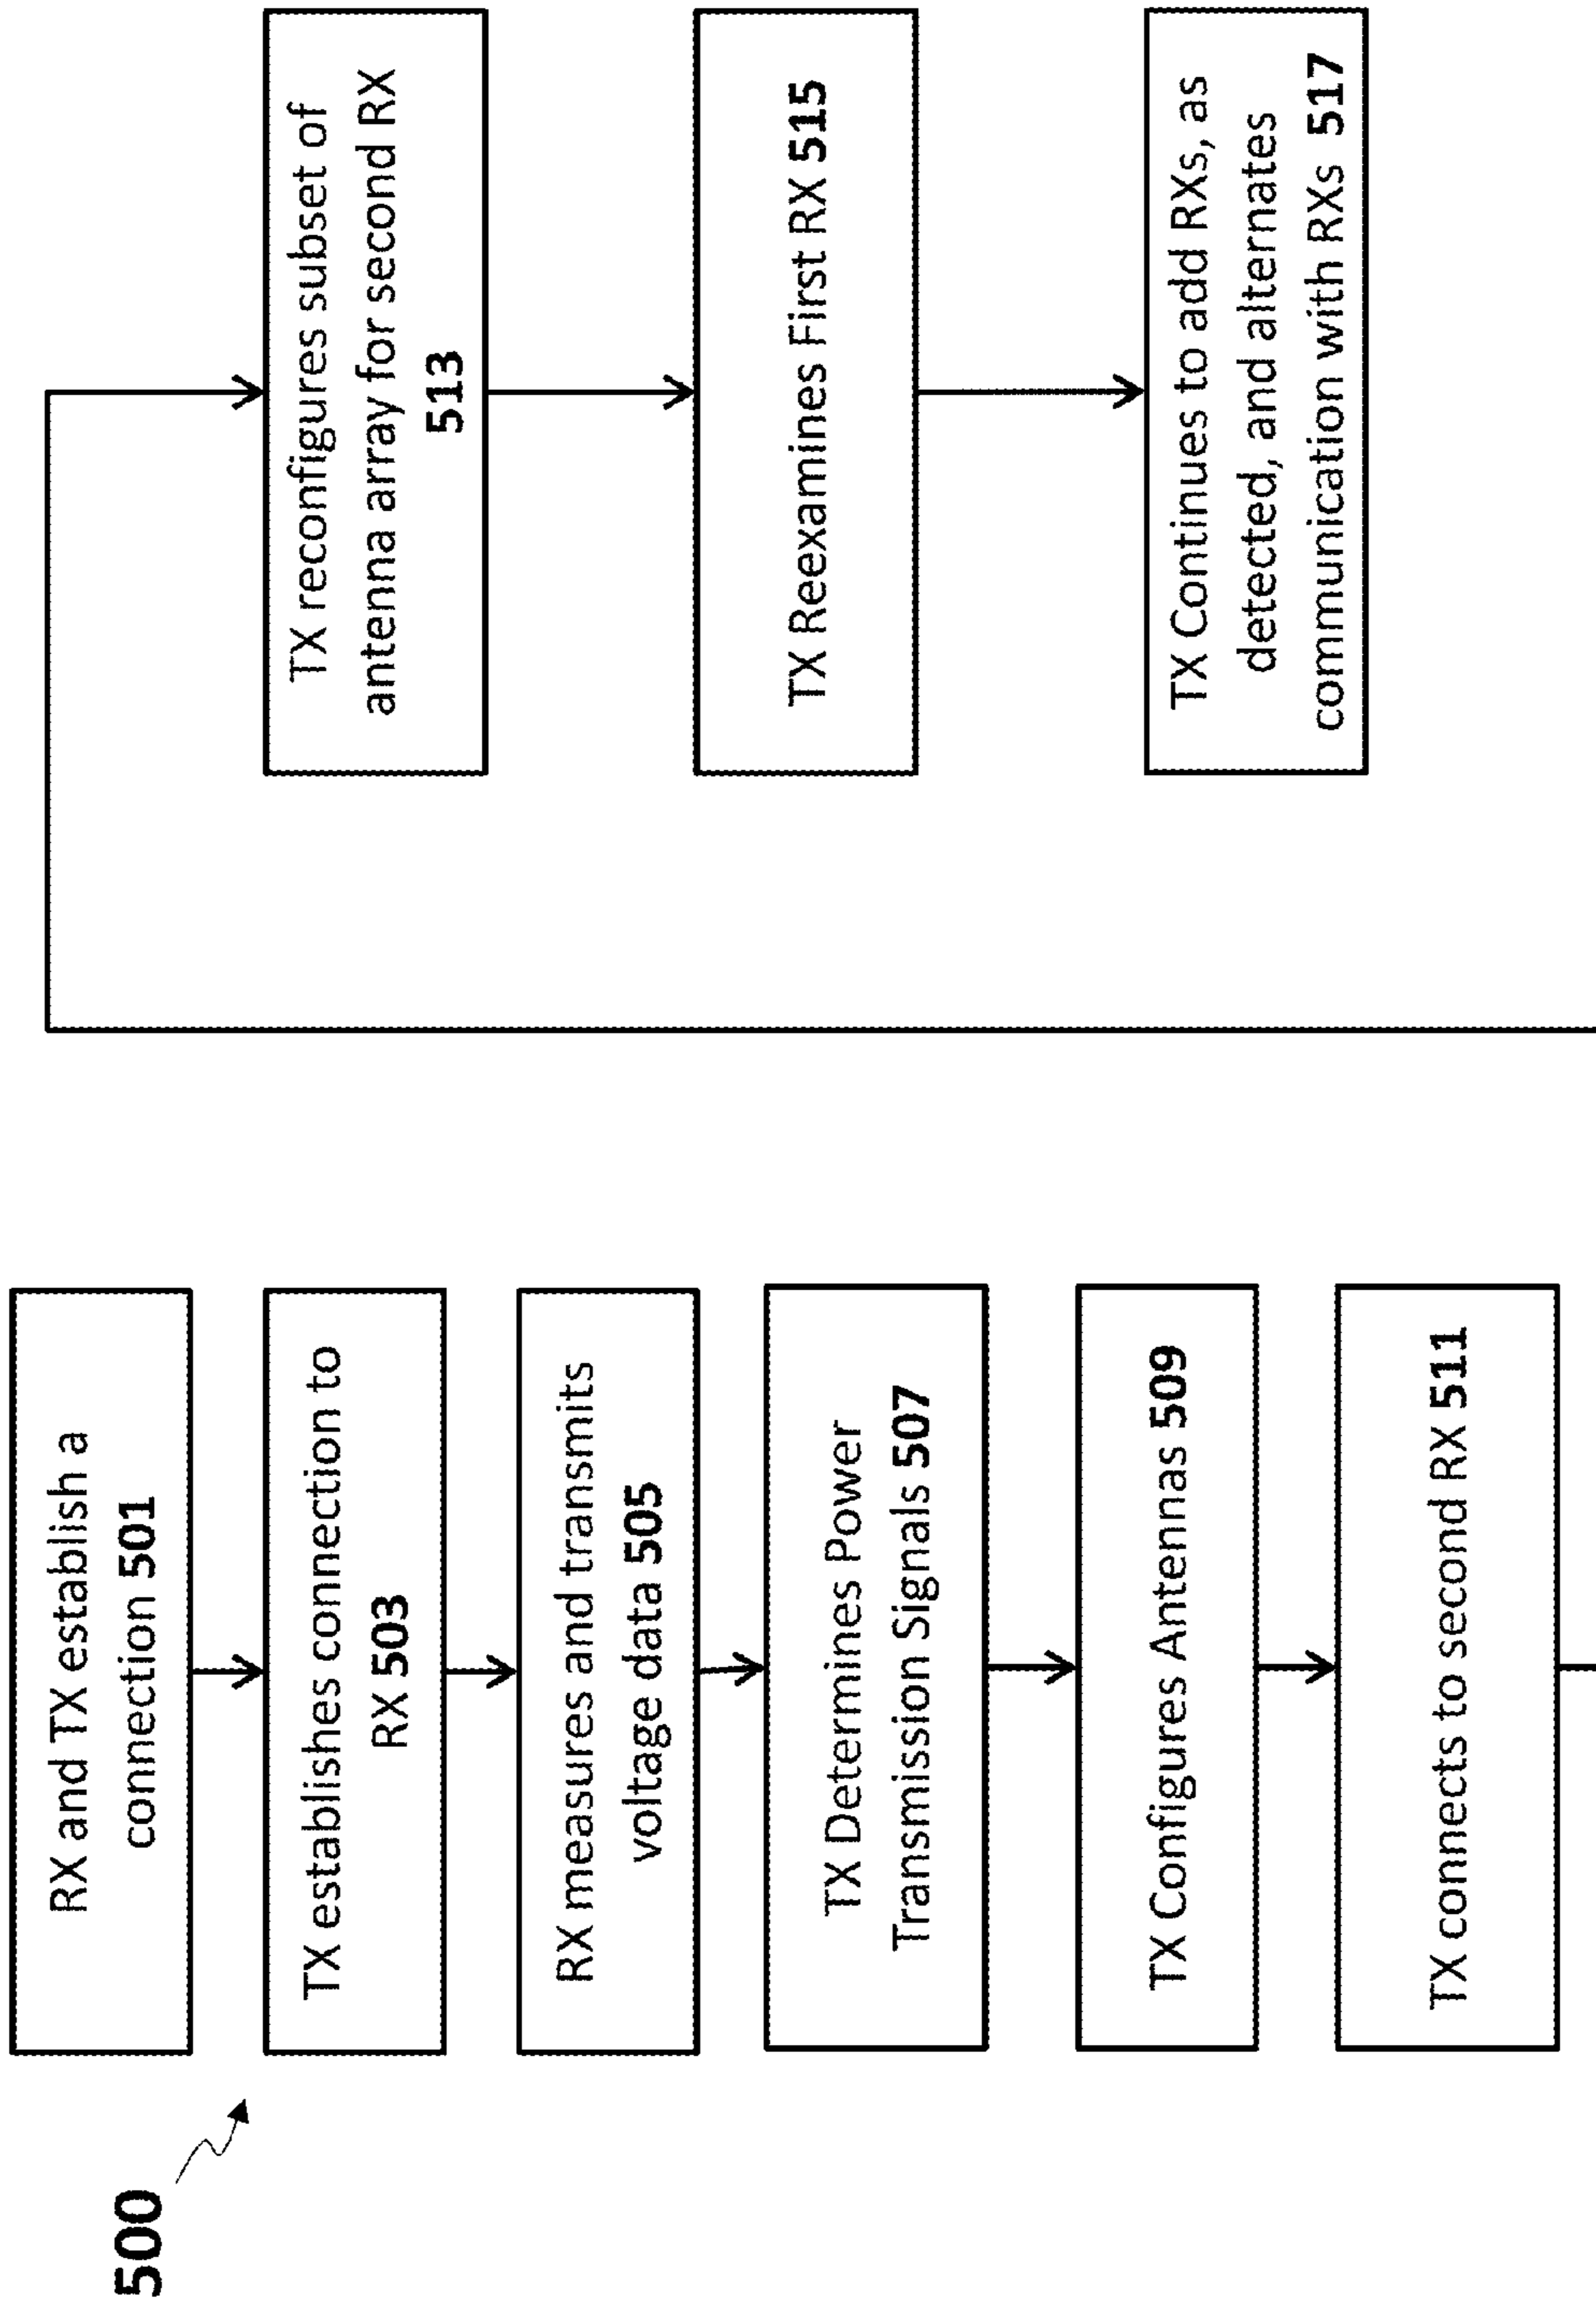 500
RX and TX establish a
connection 501
TX establishes connection to
RX 503
RX measures and transmits
voltage data 505
TX Determines Power
Transmission Signals 507
TX Configures Antennas 509
TX connects to second RX 511
TX reconfigures subset of
antenna array for second RX
513
TX Reexamines First RX 515
TX Continues to add RXs, as
detected, and alternates
communication with RXs 517